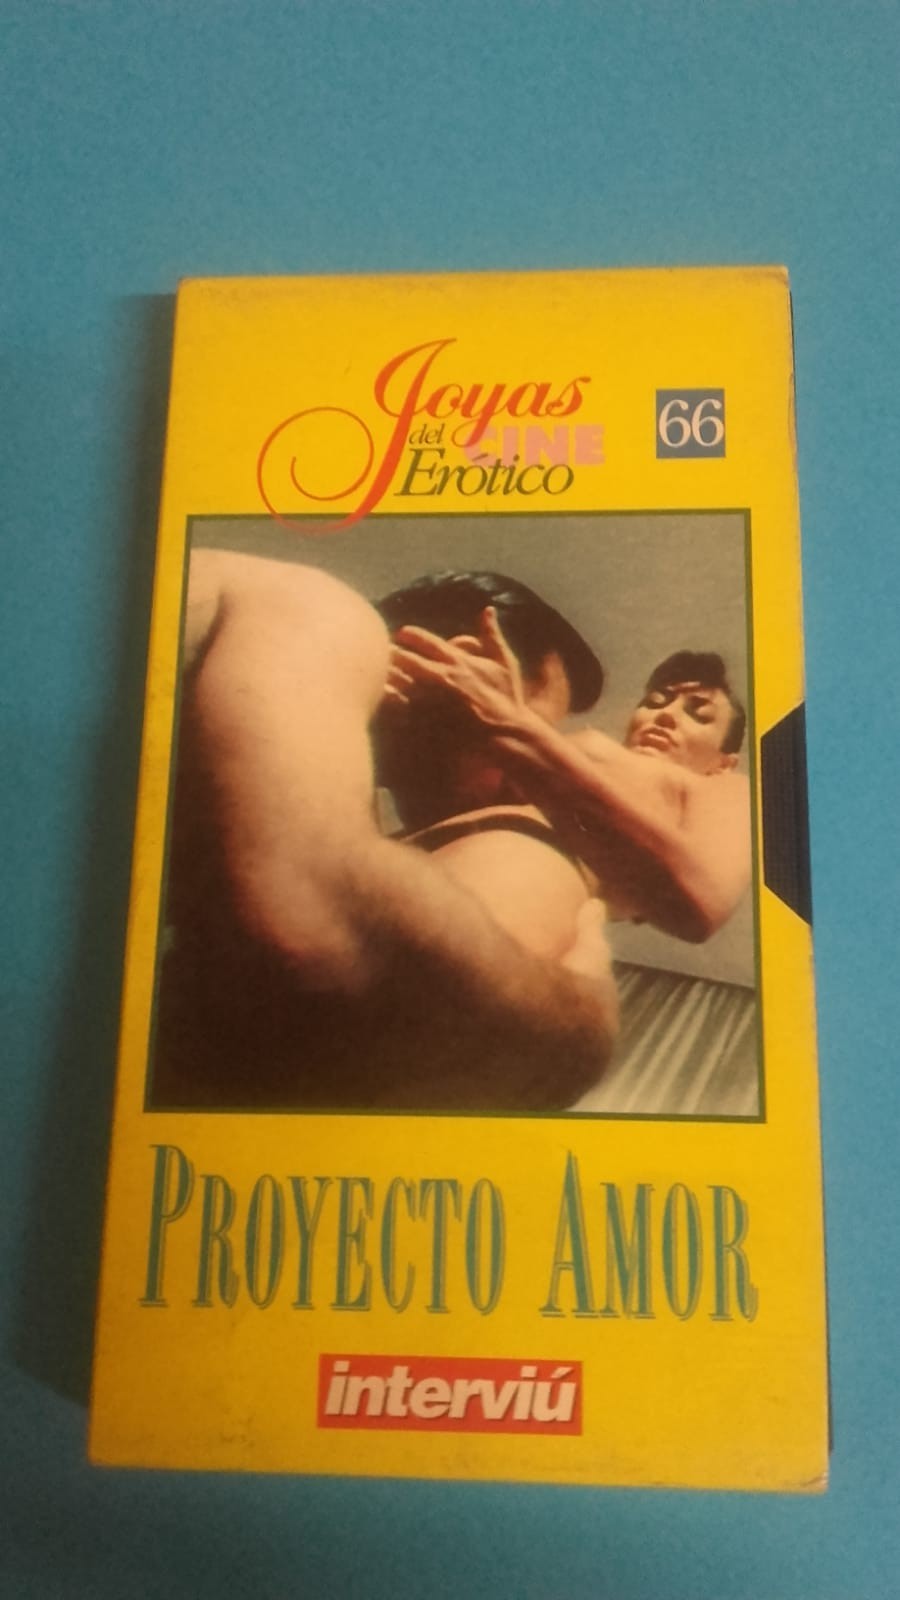 Joyas
del CINE
Erótico
66
PROYECTO AMOR
interviú